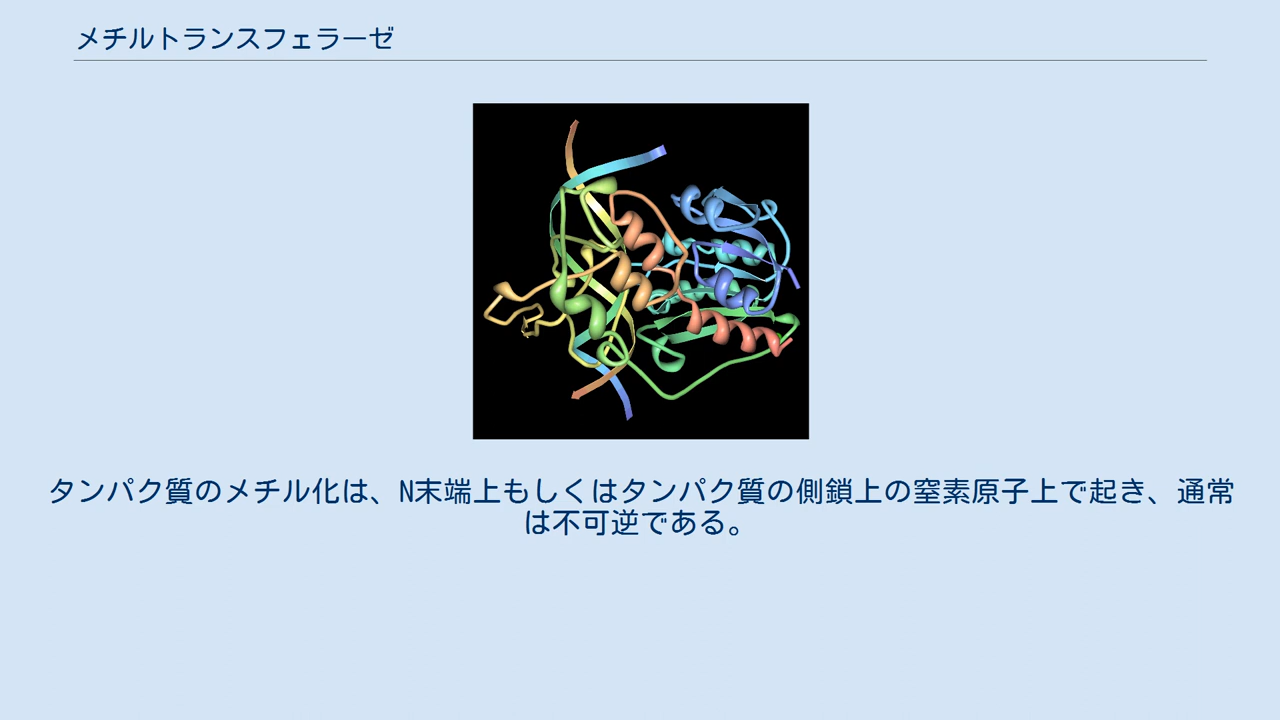 メチルトランスフェラーゼ
タンパク質のメチル化は、N末端上もしくはタンパク質の側鎖上の窒素原子上で起き、通常
は不可逆である。